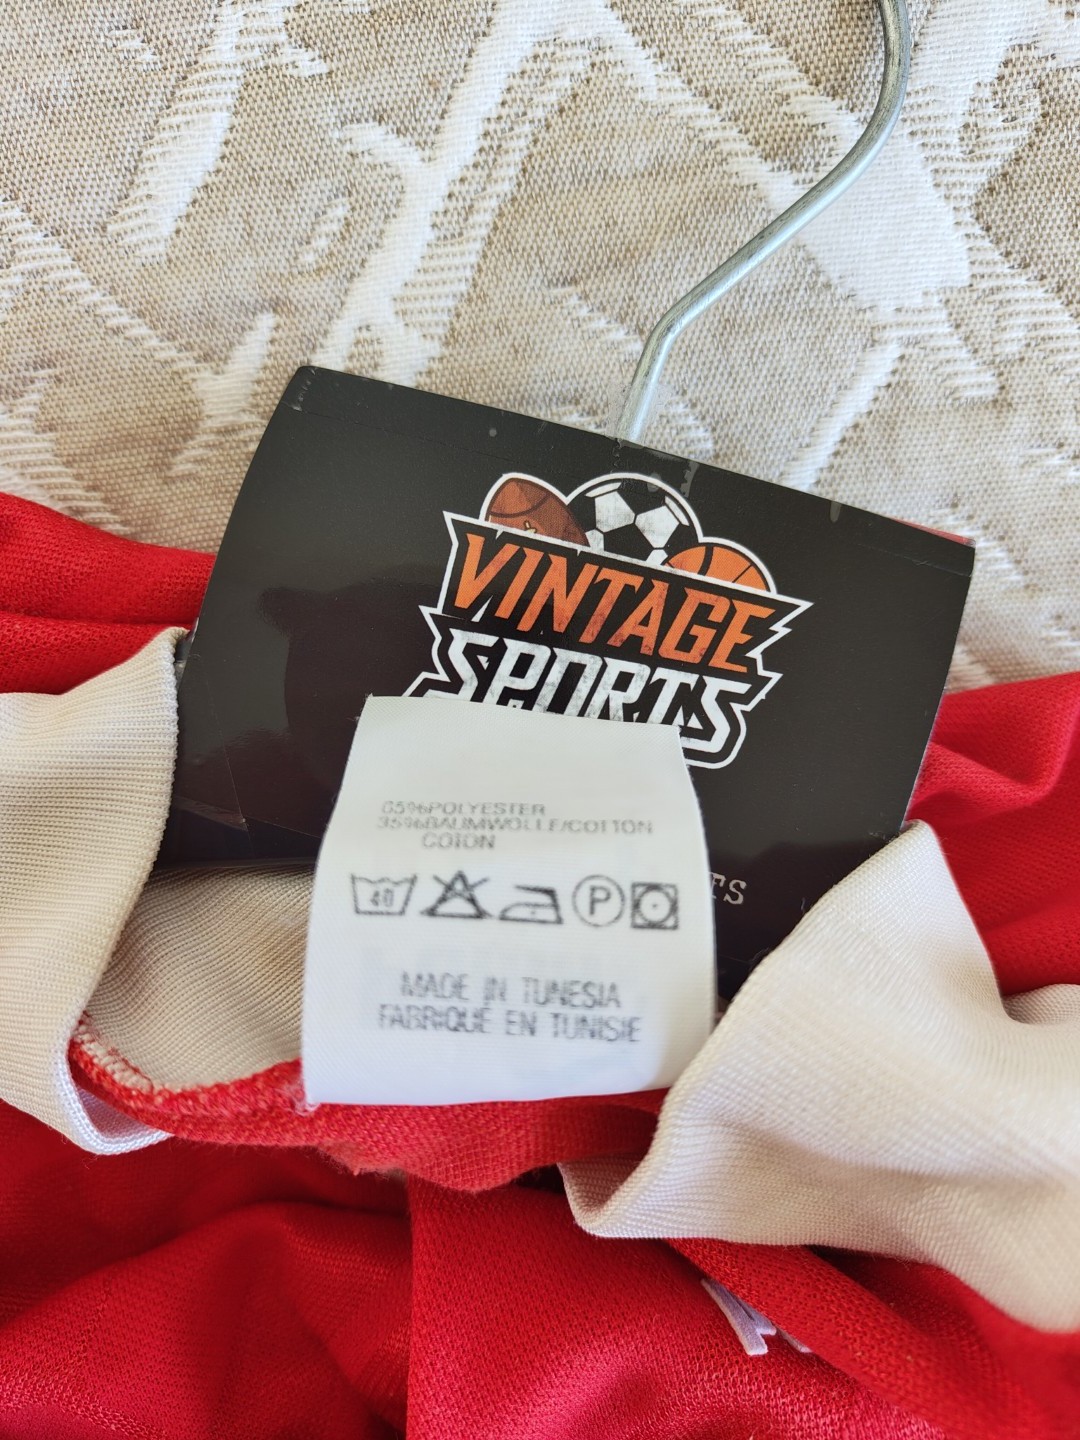 VINTAGE
SPORTS
65%POLYESTER
35%BAUMWOLLE/COTTON
COTON
40
P
MADE IN TUNESIA
FABRIQUÉ EN TUNISIE